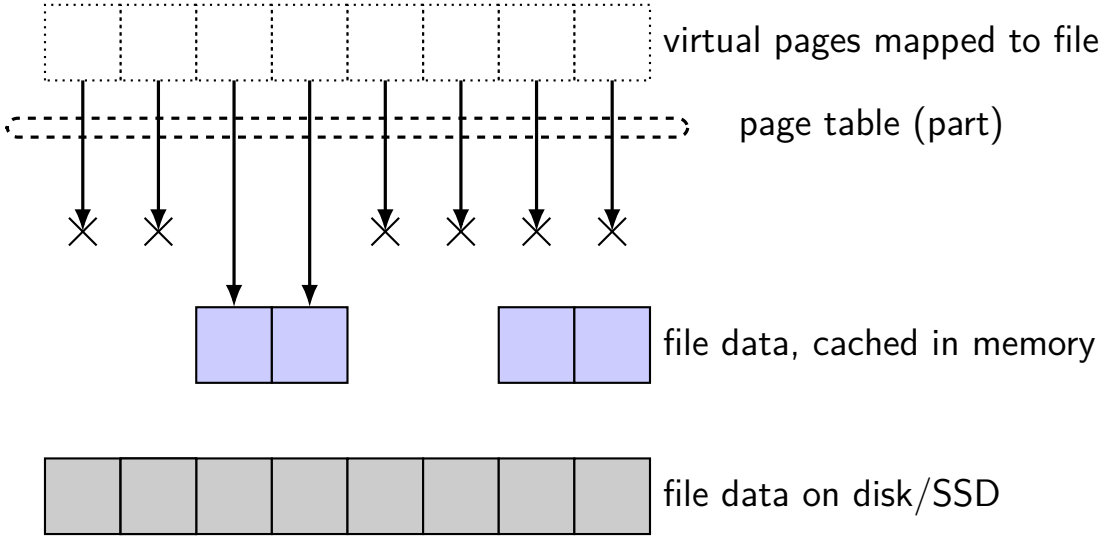 virtual pages mapped to file
page table (part)
file data, cached in memory
file data on disk/SSD